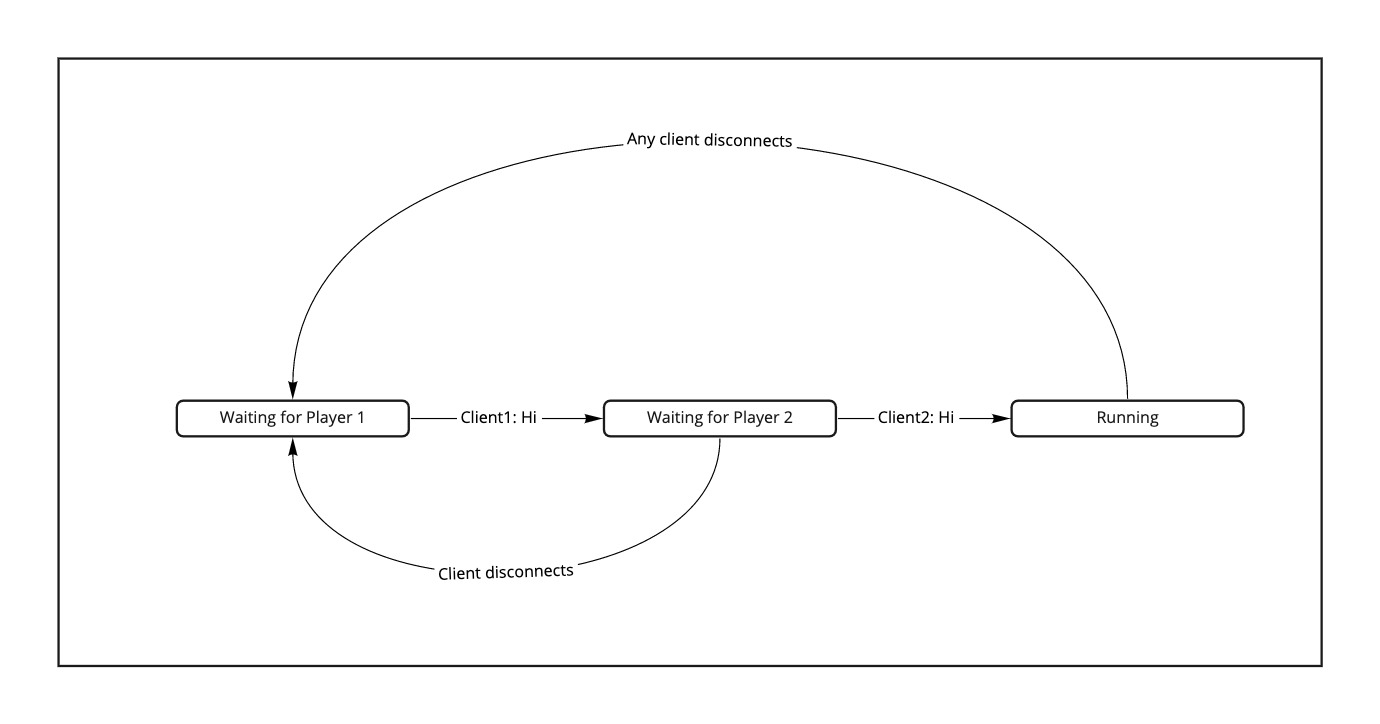 Any client disconnects
Waiting for Player 1
Client1: Hi
Waiting for Player 2
Client2: Hi
Running
Client disconnects